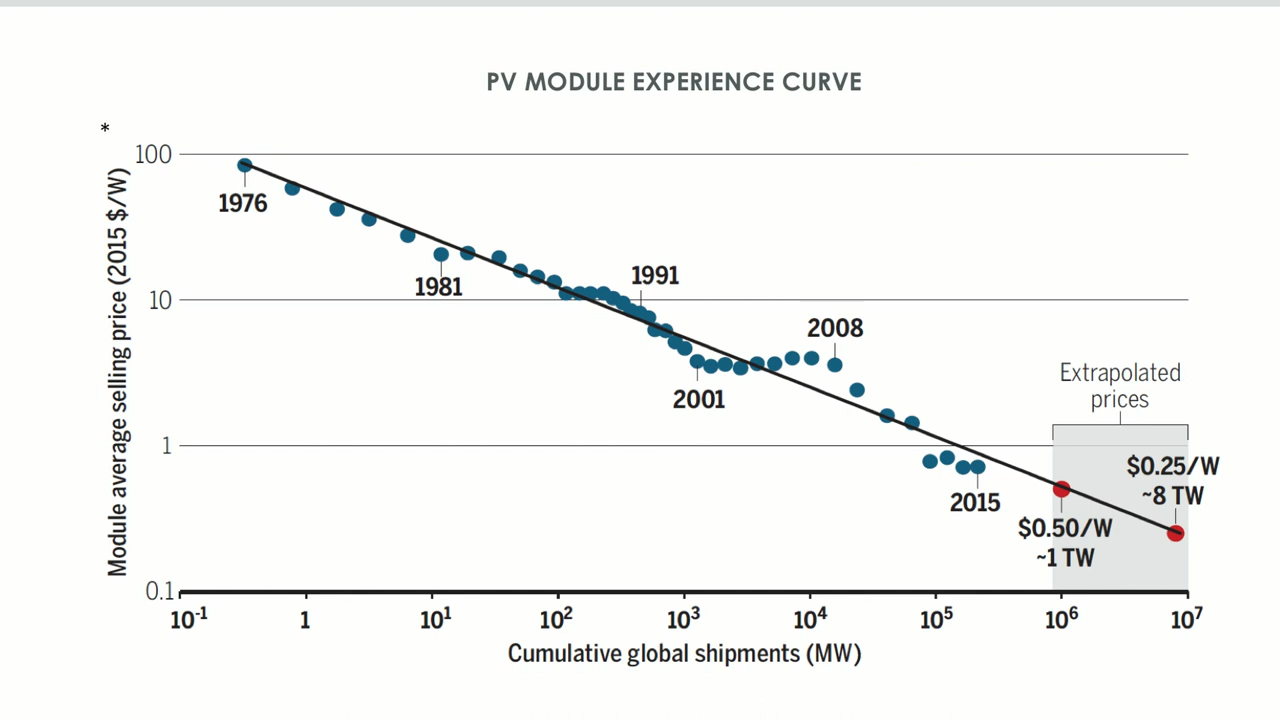 PV MODULE EXPERIENCE CURVE
*
Module average selling price (2015 $/W)
100
10
1
0.1
1976
1981
1991
2001
2008
2015
Extrapolated
prices
$0.25/W
~8 TW
$0.50/W
~1 TW
10-1
1
10¹
10²
10³
10⁴
10⁵
10⁶
10⁷
Cumulative global shipments (MW)